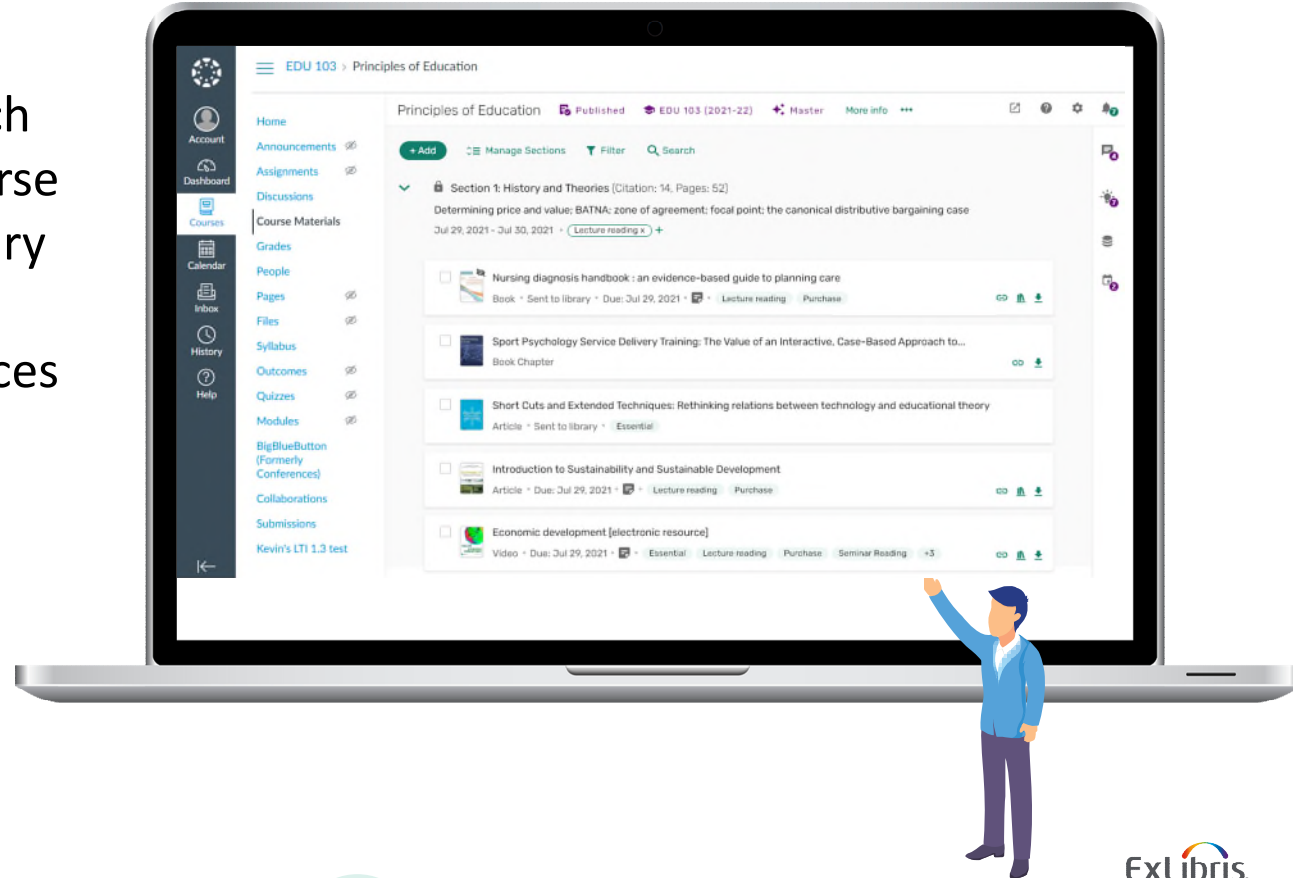 ch
rse
ry
ces
EDU 103 > Principles of Education
Account
Dashboard
Courses
Calendar
Inbox
History
Help
Home
Announcements
Assignments
Discussions
Course Materials
Grades
People
Pages
Files
Syllabus
Outcomes
Quizzes
Modules
BigBlueButton
(Formerly
Conferences)
Collaborations
Submissions
Kevin's LTI 1.3 test
Principles of Education Published EDU 103 (2021-22) Master More info •••
+ Add Manage Sections Filter Search
Section 1: History and Theories (Citation: 14, Pages: 52)
Determining price and value; BATNA: zone of agreement; focal point; the canonical distributive bargaining case
Jul 29, 2021 - Jul 30, 2021 • Lecture reading x +
Nursing diagnosis handbook : an evidence-based guide to planning care
Book • Sent to library • Due: Jul 29, 2021 • Lecture reading Purchase
Sport Psychology Service Delivery Training: The Value of an Interactive, Case-Based Approach to...
Book Chapter
Short Cuts and Extended Techniques: Rethinking relations between technology and educational theory
Article • Sent to library • Essential
Introduction to Sustainability and Sustainable Development
Article • Due: Jul 29, 2021 • Lecture reading Purchase
Economic development [electronic resource]
Video • Due: Jul 29, 2021 • Essential Lecture reading Purchase Seminar Reading +3
ExLibris